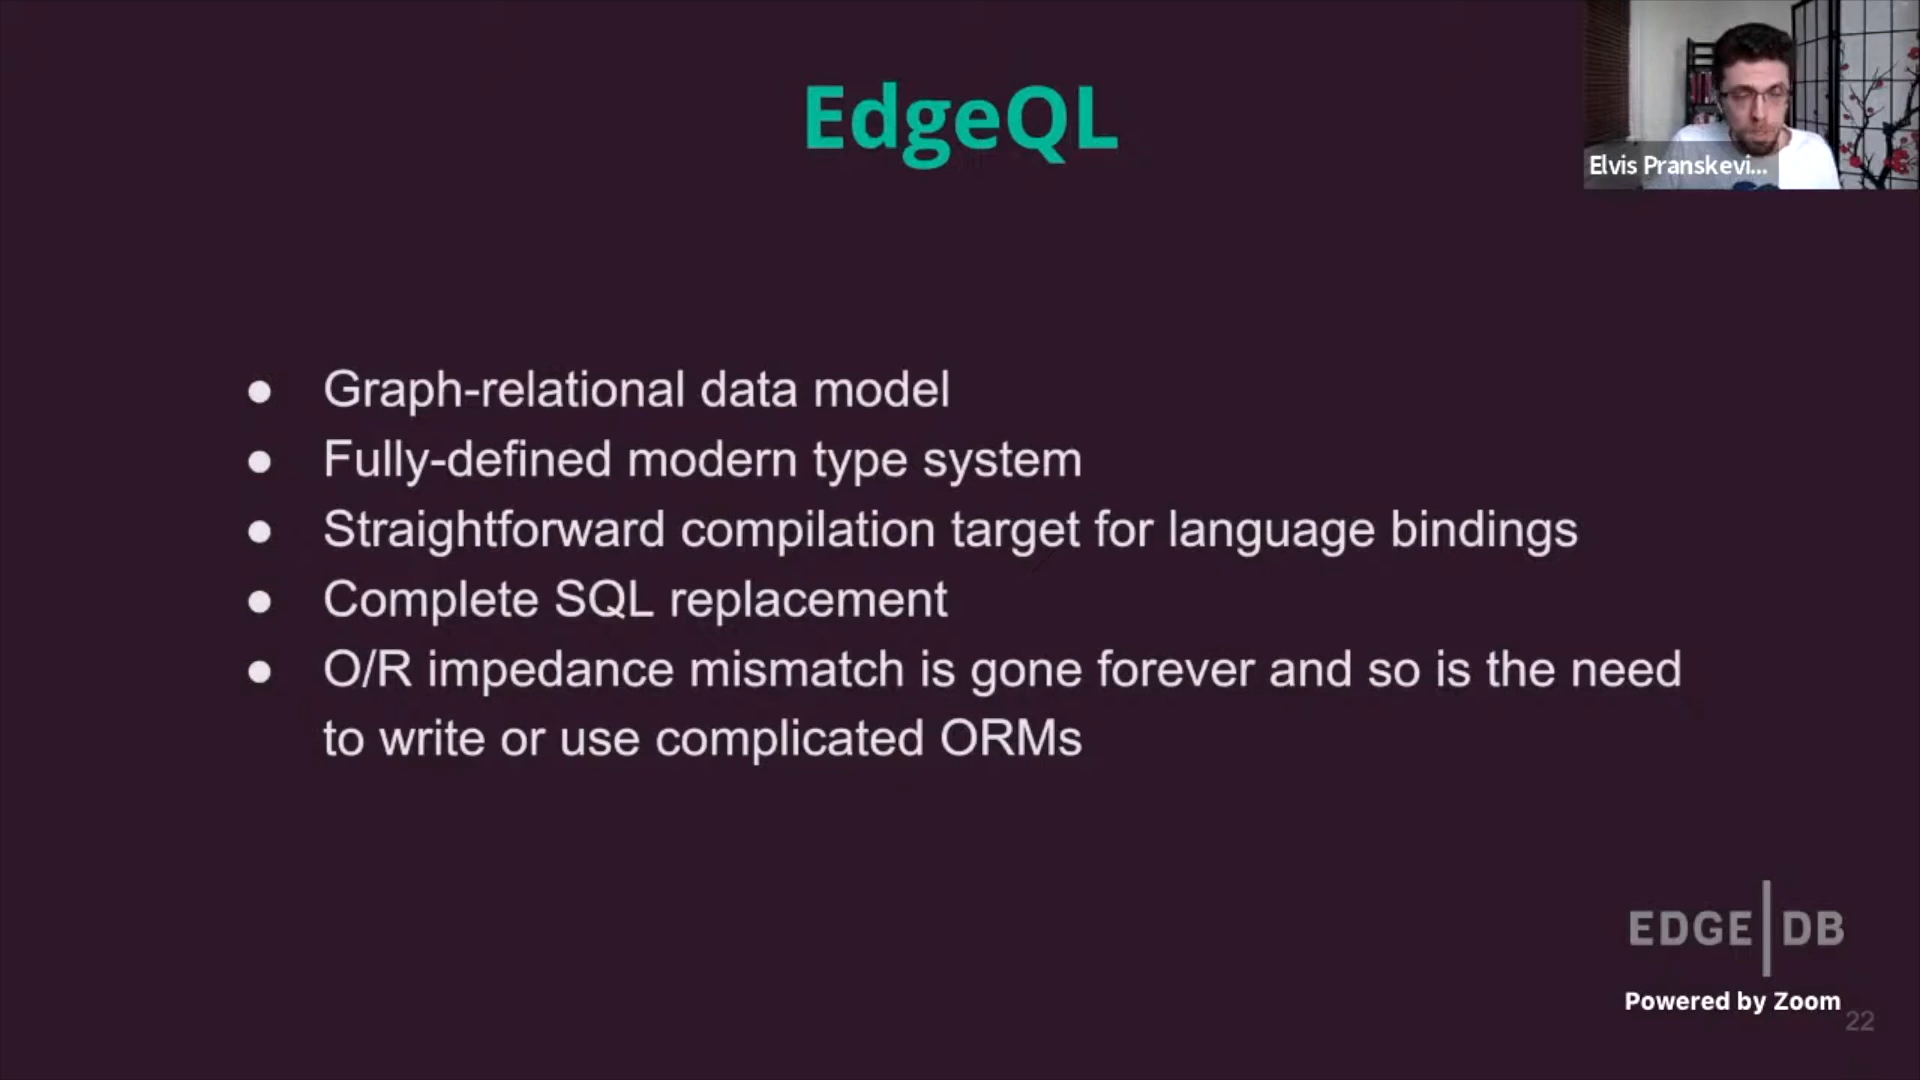 EdgeQL
Elvis Pranskevi...
● Graph-relational data model
● Fully-defined modern type system
● Straightforward compilation target for language bindings
● Complete SQL replacement
● O/R impedance mismatch is gone forever and so is the need
to write or use complicated ORMs
EDGE|DB
Powered by Zoom
22